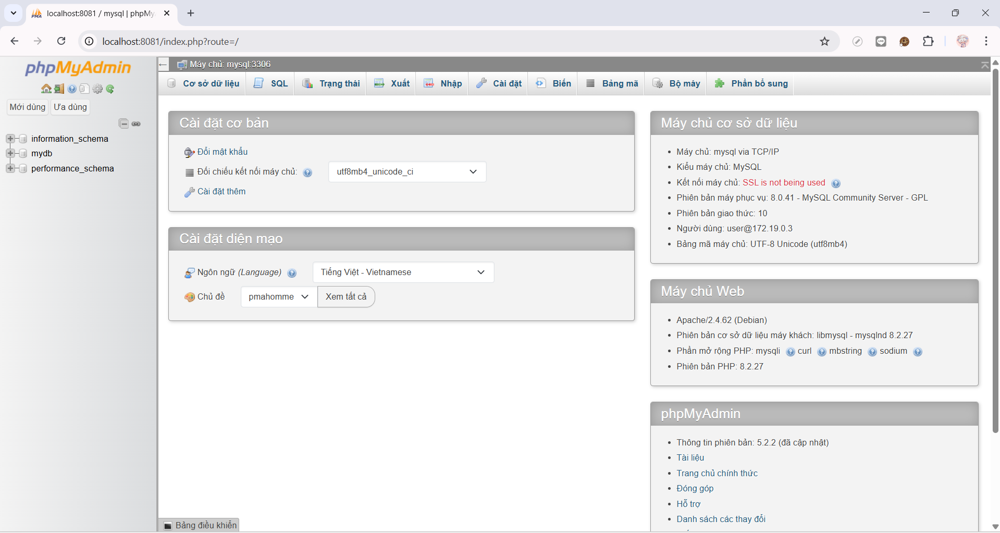 localhost:8081 / mysql | phpMy
localhost:8081/index.php?route=/
phpMyAdmin
Mới dùng
Ưa dùng
information_schema
mydb
performance_schema
Máy chủ: mysql:3306
Cơ sở dữ liệu
SQL
Trạng thái
Xuất
Nhập
Cài đặt
Biến
Bảng mã
Bộ máy
Phần bổ sung
Cài đặt cơ bản
Đổi mật khẩu
Đối chiếu kết nối máy chủ:
utf8mb4_unicode_ci
Cài đặt thêm
Cài đặt diện mạo
Ngôn ngữ (Language)
Tiếng Việt - Vietnamese
Chủ đề
pmahomme
Xem tất cả
Máy chủ cơ sở dữ liệu
Máy chủ: mysql via TCP/IP
Kiểu máy chủ: MySQL
Kết nối máy chủ: SSL is not being used
Phiên bản máy phục vụ: 8.0.41 - MySQL Community Server - GPL
Phiên bản giao thức: 10
Người dùng: user@172.19.0.3
Bảng mã máy chủ: UTF-8 Unicode (utf8mb4)
Máy chủ Web
Apache/2.4.62 (Debian)
Phiên bản cơ sở dữ liệu máy khách: libmysql - mysqlnd 8.2.27
Phần mở rộng PHP: mysqli curl mbstring sodium
Phiên bản PHP: 8.2.27
phpMyAdmin
Thông tin phiên bản: 5.2.2 (đã cập nhật)
Tài liệu
Trang chủ chính thức
Đóng góp
Hỗ trợ
Danh sách các thay đổi
Bảng điều khiển